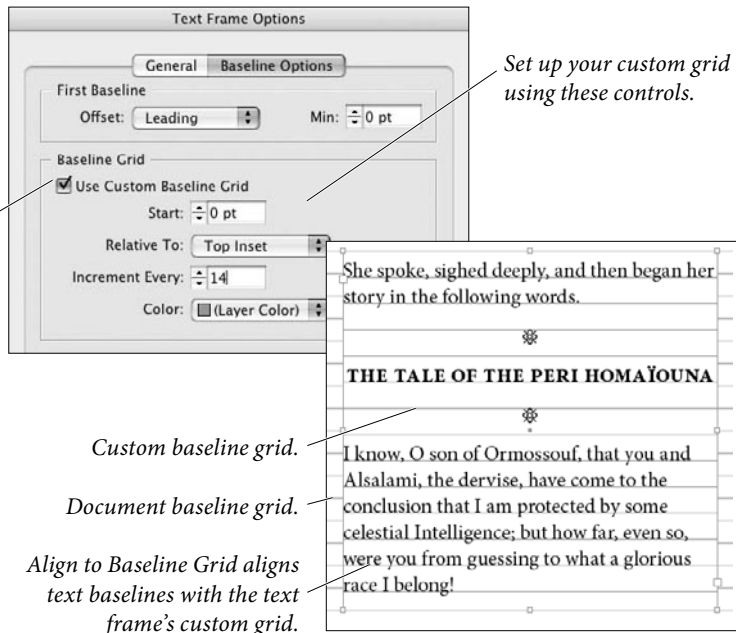 Text Frame Options
General Baseline Options
First Baseline
Offset: Leading Min: 0 pt
Baseline Grid
Use Custom Baseline Grid
Start: 0 pt
Relative To: Top Inset
Increment Every: 14
Color: (Layer Color)
Set up your custom grid
using these controls.
She spoke, sighed deeply, and then began her
story in the following words.
THE TALE OF THE PERI HOMAÏOUNA
I know, O son of Ormossouf, that you and
Alsalami, the dervise, have come to the
conclusion that I am protected by some
celestial Intelligence; but how far, even so,
were you from guessing to what a glorious
race I belong!
Custom baseline grid.
Document baseline grid.
Align to Baseline Grid aligns
text baselines with the text
frame's custom grid.